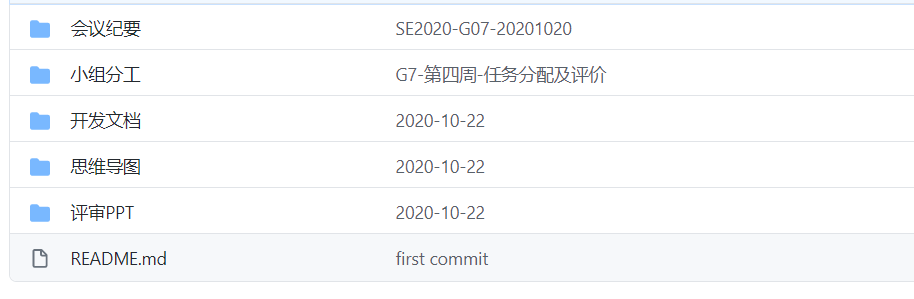 会议纪要 SE2020-G07-20201020
小组分工 G7-第四周-任务分配及评价
开发文档 2020-10-22
思维导图 2020-10-22
评审PPT 2020-10-22
README.md first commit